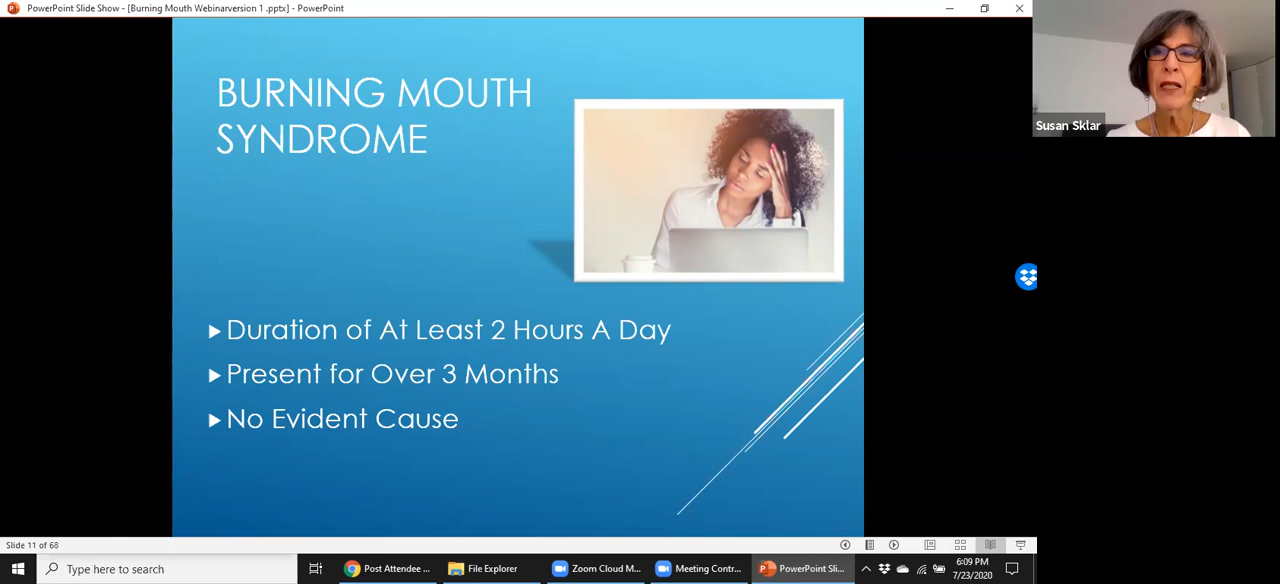 PowerPoint Slide Show - [Burning Mouth Webinarversion 1 .pptx] - PowerPoint
BURNING MOUTH
SYNDROME
Susan Sklar
Duration of At Least 2 Hours A Day
Present for Over 3 Months
No Evident Cause
Slide 11 of 68
Type here to search
Post Attendee ...
File Explorer
Zoom Cloud M...
Meeting Contr...
PowerPoint Sli...
6:09 PM
7/23/2020